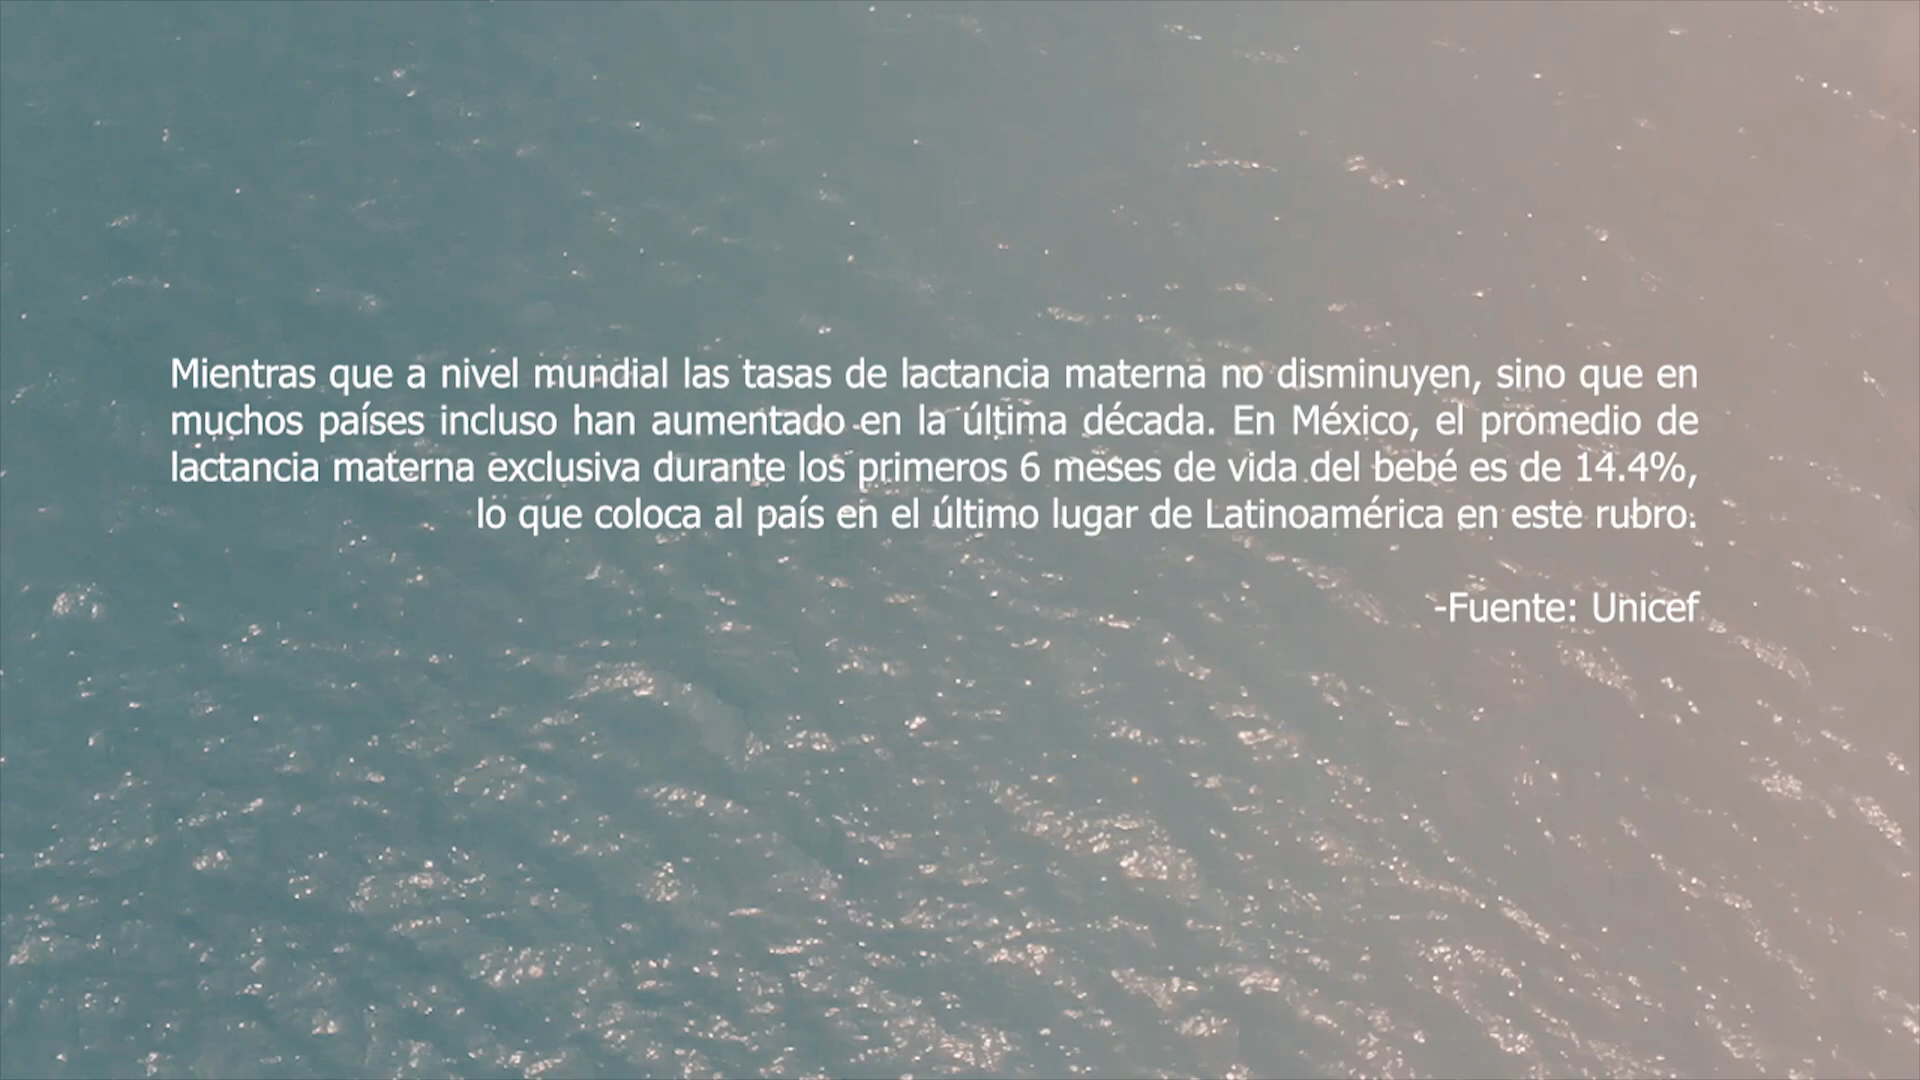 Mientras que a nivel mundial las tasas de lactancia materna no disminuyen, sino que en
muchos países incluso han aumentado en la última década. En México, el promedio de
lactancia materna exclusiva durante los primeros 6 meses de vida del bebé es de 14.4%,
lo que coloca al país en el último lugar de Latinoamérica en este rubro.
-Fuente: Unicef